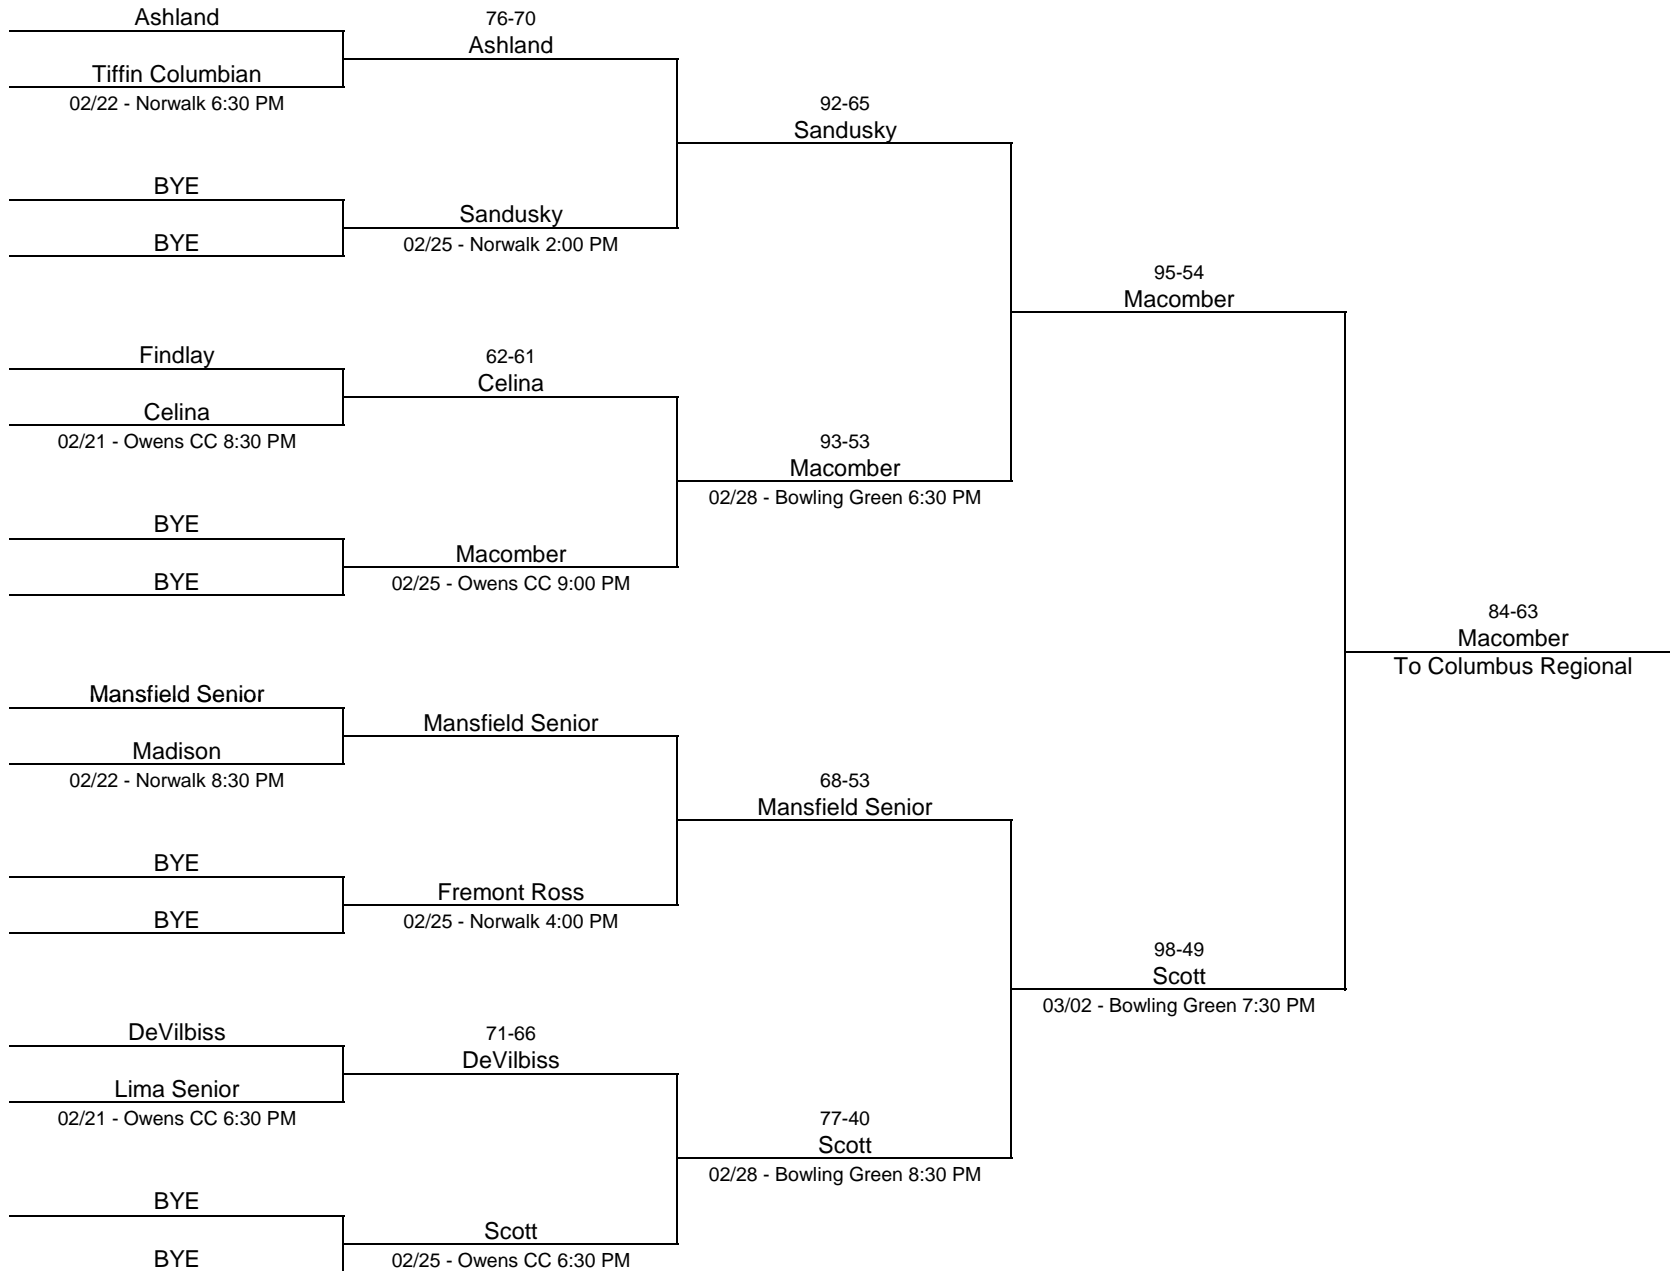 Ashland
Tiffin Columbian
02/22 - Norwalk 6:30 PM
BYE
BYE
Findlay
Celina
02/21 - Owens CC 8:30 PM
BYE
BYE
Mansfield Senior
Madison
02/22 - Norwalk 8:30 PM
BYE
BYE
DeVilbiss
Lima Senior
02/21 - Owens CC 6:30 PM
BYE
BYE
76-70
Ashland
Sandusky
02/25 - Norwalk 2:00 PM
62-61
Celina
Macomber
02/25 - Owens CC 9:00 PM
Mansfield Senior
Fremont Ross
02/25 - Norwalk 4:00 PM
71-66
DeVilbiss
Scott
02/25 - Owens CC 6:30 PM
92-65
Sandusky
93-53
Macomber
02/28 - Bowling Green 6:30 PM
68-53
Mansfield Senior
77-40
Scott
02/28 - Bowling Green 8:30 PM
95-54
Macomber
98-49
Scott
03/02 - Bowling Green 7:30 PM
84-63
Macomber
To Columbus Regional